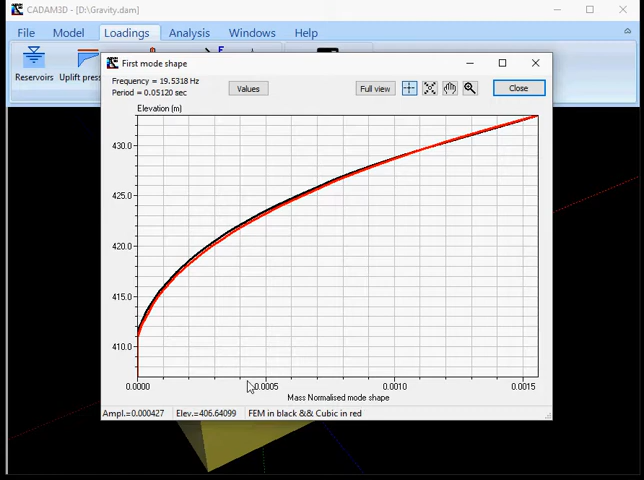 CADAM3D - [D:\Gravity.dam]
File Model Loadings Analysis Windows Help
Reservoirs Uplift press
First mode shape
Frequency = 19.5318 Hz
Period = 0.05120 sec
Values Full view Close
Elevation (m)
430.0
425.0
420.0
415.0
410.0
0.0000 0.0005 0.0010 0.0015
Mass Normalised mode shape
Ampl.=0.000427 Elev.=406.64099 FEM in black && Cubic in red